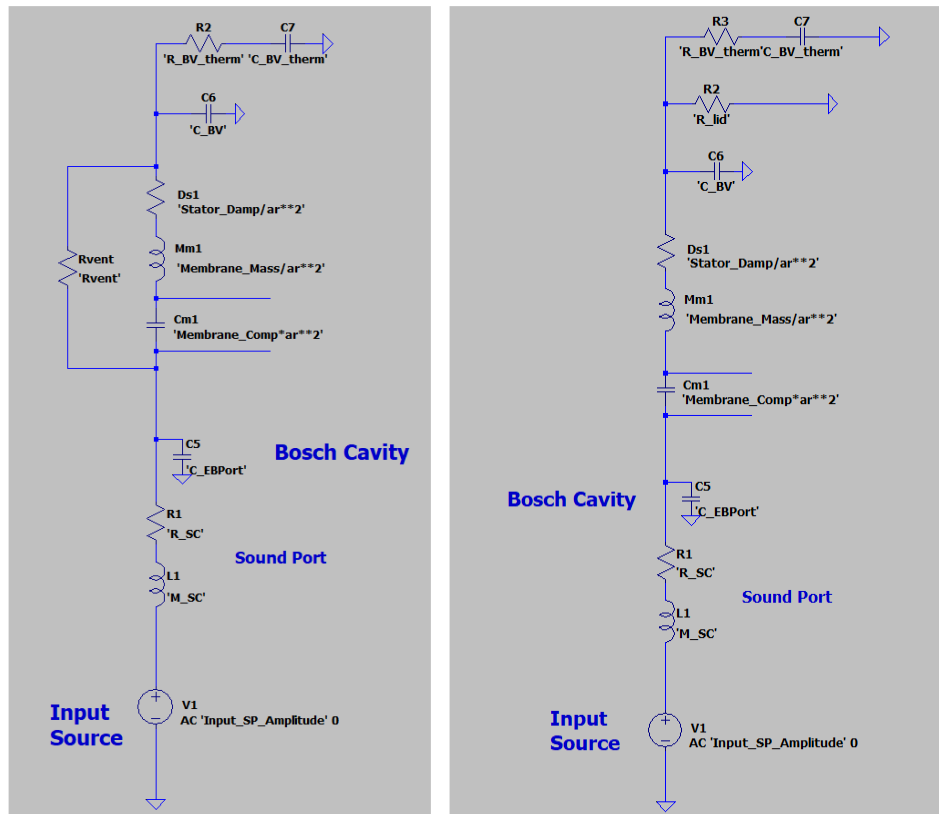 R2
C7
'R_BV_therm' 'C_BV_therm'
C6
'C_BV'
Ds1
'Stator_Damp/ar**2'
Mm1
'Membrane_Mass/ar**2'
Rvent
'Rvent'
Cm1
'Membrane_Comp*ar**2'
C5
'C_EBPort'
Bosch Cavity
R1
'R_SC'
Sound Port
L1
'M_SC'
V1
AC 'Input_SP_Amplitude' 0
Input
Source
R3
C7
'R_BV_therm''C_BV_therm'
R2
'R_lid'
C6
'C_BV'
Ds1
'Stator_Damp/ar**2'
Mm1
'Membrane_Mass/ar**2'
Cm1
'Membrane_Comp*ar**2'
C5
'C_EBPort'
Bosch Cavity
R1
'R_SC'
Sound Port
L1
'M_SC'
V1
AC 'Input_SP_Amplitude' 0
Input
Source